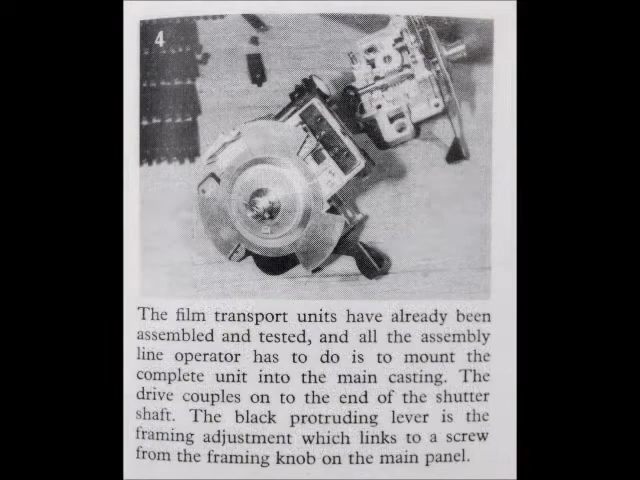 4
The film transport units have already been
assembled and tested, and all the assembly
line operator has to do is to mount the
complete unit into the main casting. The
drive couples on to the end of the shutter
shaft. The black protruding lever is the
framing adjustment which links to a screw
from the framing knob on the main panel.